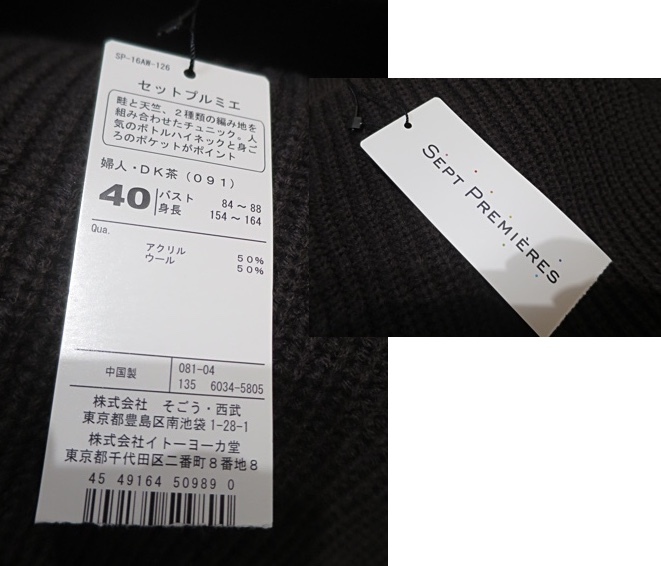 SP-16AW-126
セットプルミエ
畦と天竺、2種類の編み地を
組み合わせたチュニック。人
気のボトルハイネックと身ご
ろのポケットがポイント
婦人・DK茶(091)
40
バスト 84～88
身長 154～164
Qua.
アクリル 50%
ウール 50%
中国製
081-04
135 6034-5805
株式会社 そごう・西武
東京都豊島区南池袋1-28-1
株式会社イトーヨーカ堂
東京都千代田区二番町8番地8
45 49164 50989 0
SEPT PREMIÈRES